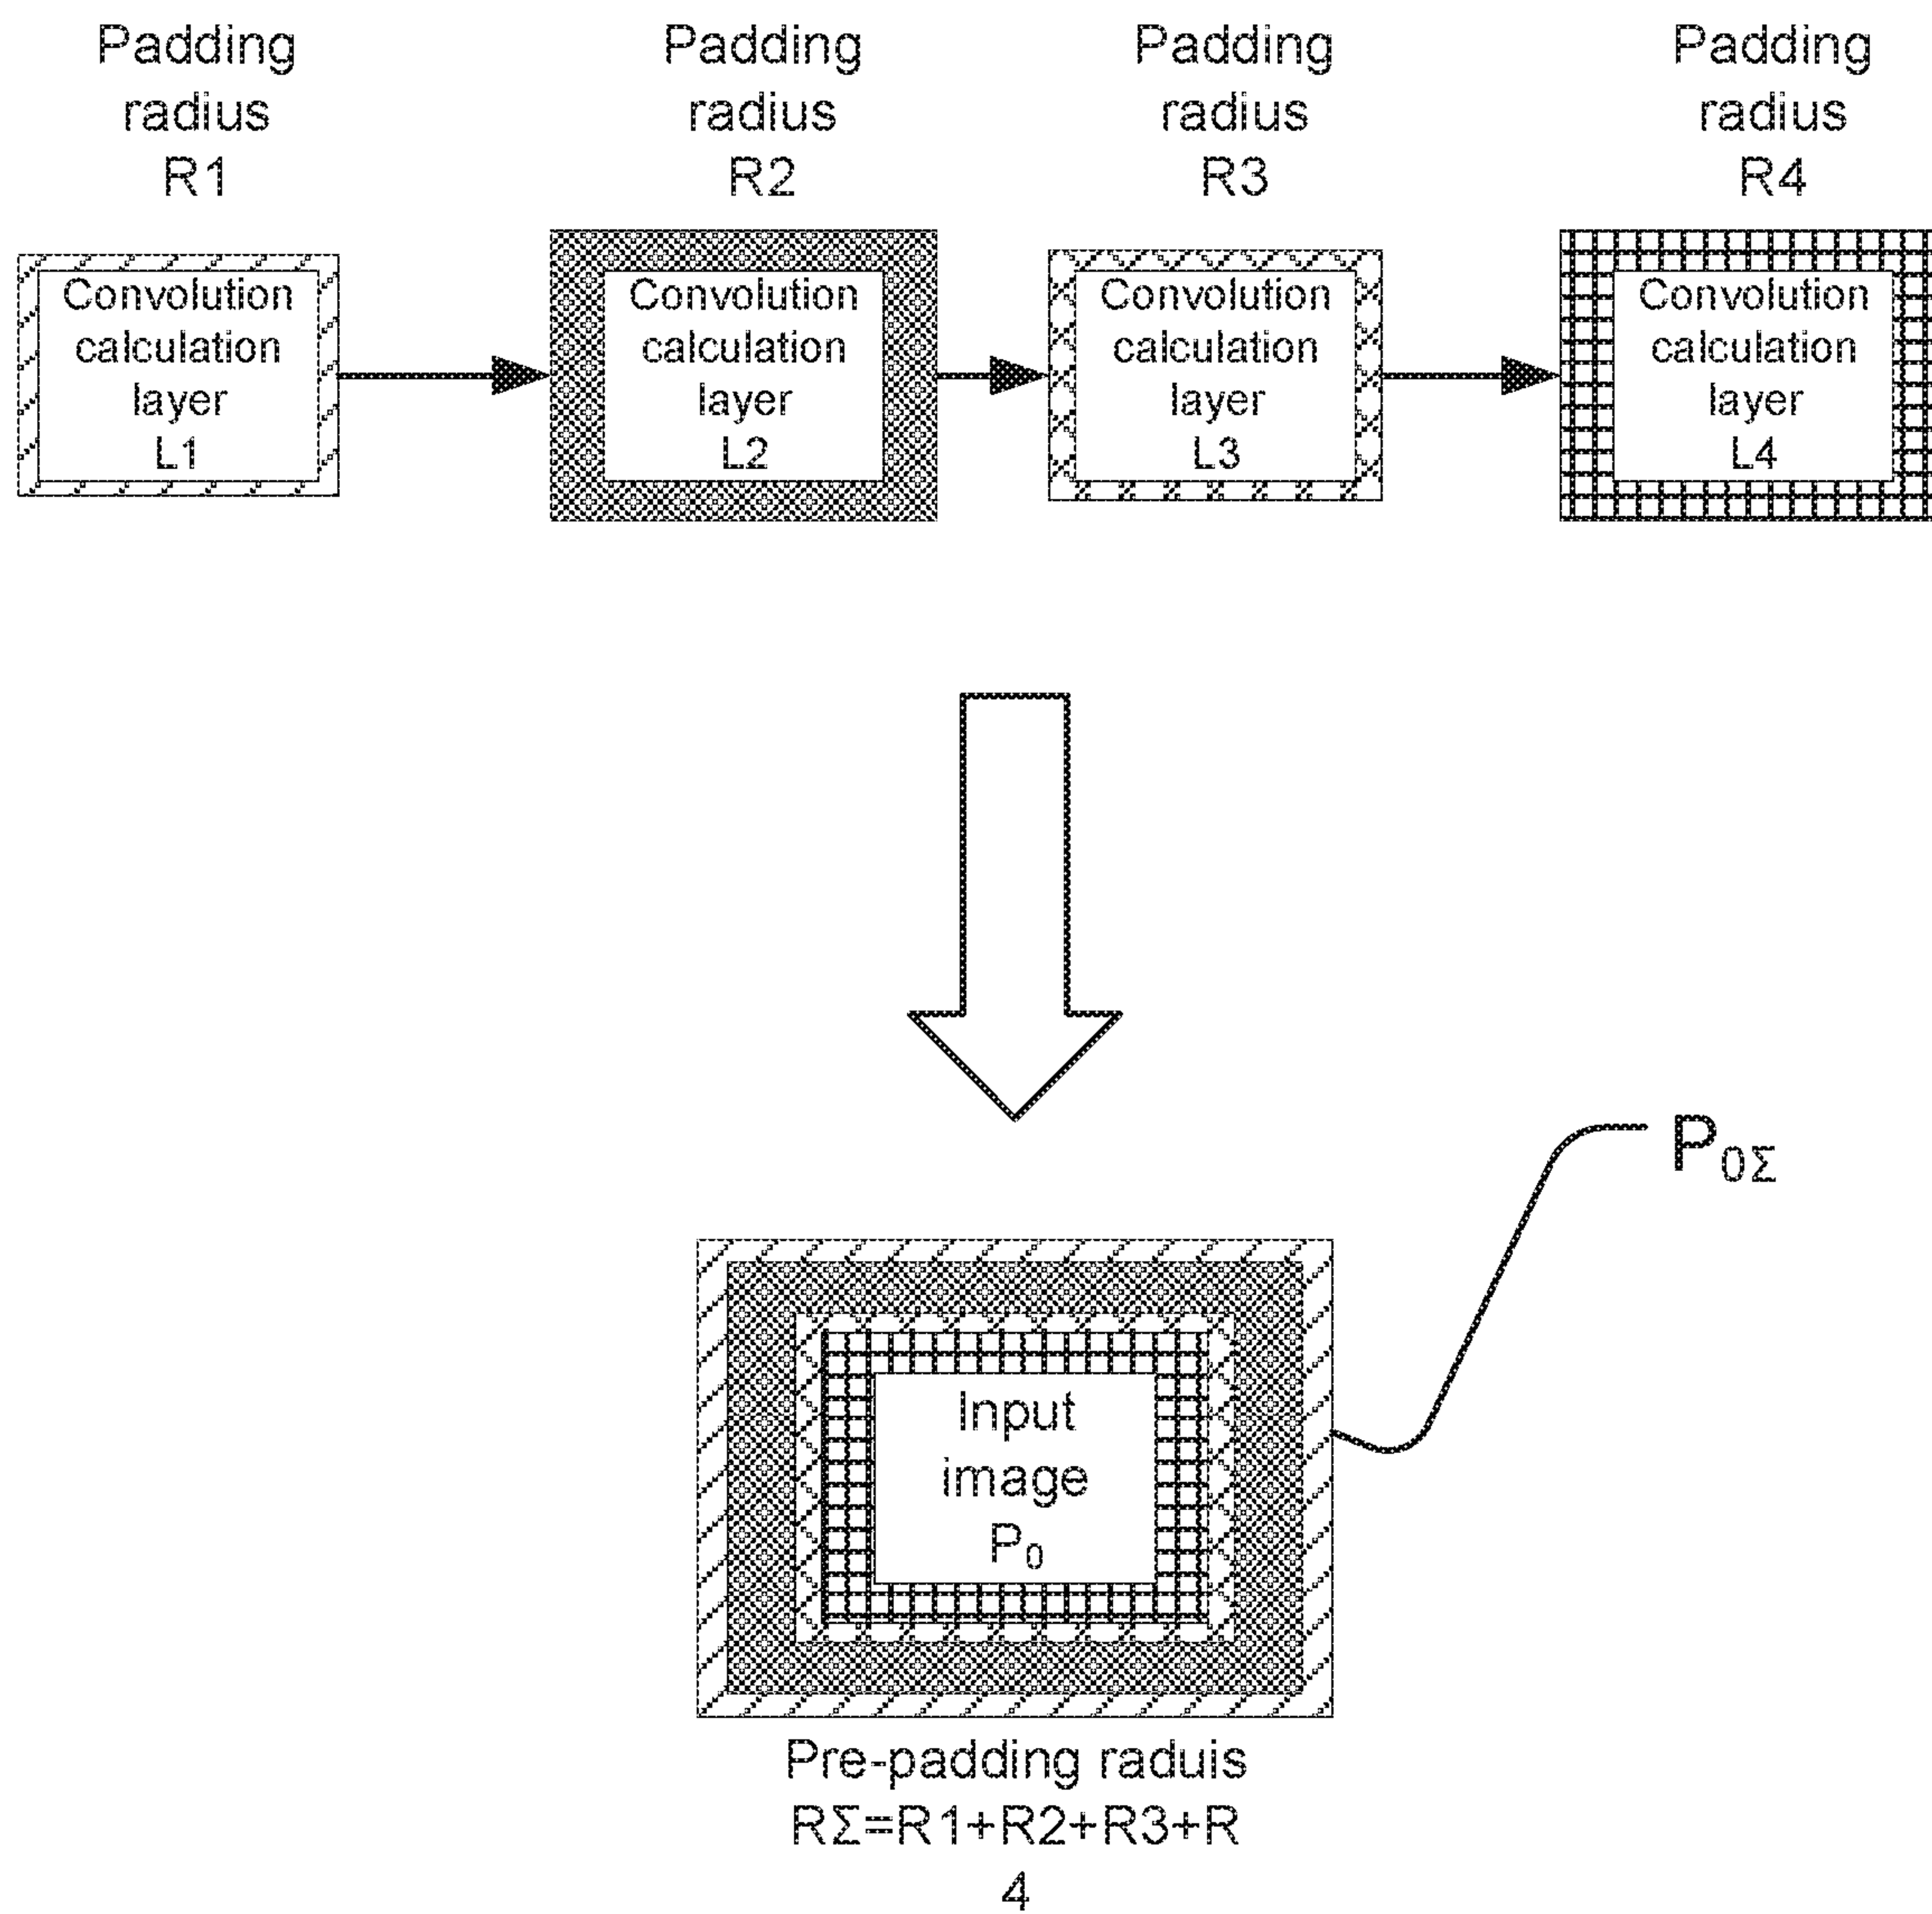 Padding
radius
R1
Padding
radius
R2
Padding
radius
R3
Padding
radius
R4
Convolution
calculation
layer
L1
Convolution
calculation
layer
L2
Convolution
calculation
layer
L3
Convolution
calculation
layer
L4
P₀Σ
Input
image
P₀
Pre-padding raduis
RΣ=R1+R2+R3+R
4